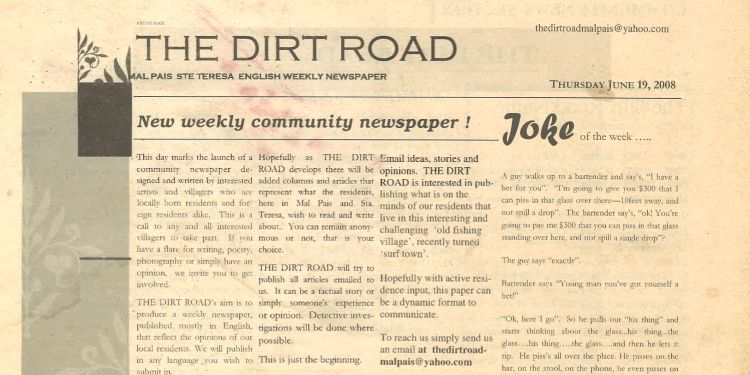 FRONT PAGE
thedirtroadmalpais@yahoo.com
THE DIRT ROAD
MAL PAIS STE TERESA ENGLISH WEEKLY NEWSPAPER
THURSDAY JUNE 19, 2008
New weekly community newspaper !
This day marks the launch of a
community newspaper de-
signed and written by interested
artists and villagers who are
locally born residents and for-
eign residents alike. This is a
call to any and all interested
villagers to take part. If you
have a flare for writing, poetry,
photography or simply have an
opinion, we invite you to get
involved.
THE DIRT ROAD's aim is to
produce a weekly newspaper,
published mostly in English,
that reflect the opinions of our
local residents. We will publish
in any language you wish to
submit in.
Hopefully as THE DIRT
ROAD develops there will be
added columns and articles that
represent what the residents,
here in Mal Pais and Sta.
Teresa, wish to read and write
about.. You can remain anony-
mous or not, that is your
choice.
THE DIRT ROAD will try to
publish all articles emailed to
us. It can be a factual story or
simply someone's experience
or opinion. Detective inves-
tigations will be done where
possible.
This is just the beginning.
Email ideas, stories and
opinions. THE DIRT
ROAD is interested in pub-
lishing what is on the
minds of our residents that
live in this interesting and
challenging 'old fishing
village', recently turned
'surf town'.
Hopefully with active resi-
dence input, this paper can
be a dynamic format to
communicate.
To reach us simply send us
an email at thedirtroad-
malpais@yahoo.com
Joke of the week …..
A guy walks up to a bartender and say's, "I have a
bet for you". "I'm going to give you $300 that I
can piss in that glass over there—10feet away, and
not spill a drop". The bartender say's, "ok! You're
going to pay me $300 that you can piss in that glass
standing over here, and not spill a single drop"?
The guy says "exactly".
Bartender says "Young man you've got yourself a
bet!"
"Ok, here I go". So he pulls out "his thing" and
starts thinking about the glass...his thing...the
glass....his thing…..the glass….and then he lets it
rip. He piss's all over the place. He pisses on the
bar, on the stool, on the phone, he even pisses on